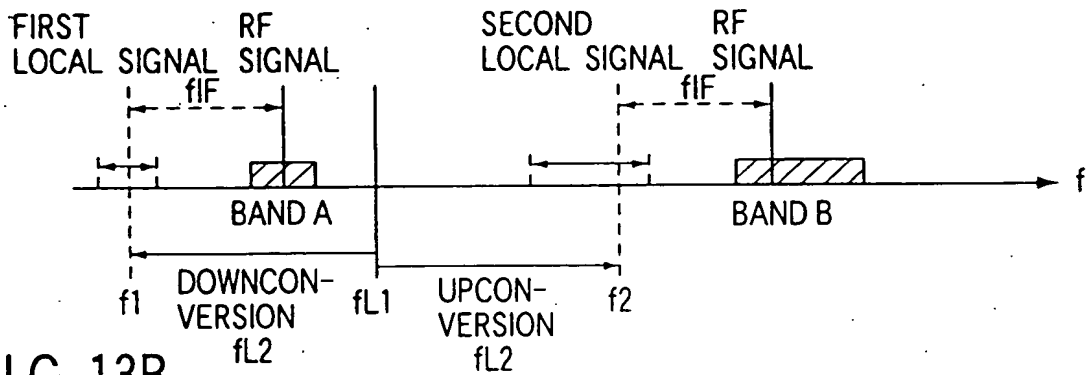 FIRST
LOCAL SIGNAL
RF
SIGNAL
fIF
SECOND
LOCAL SIGNAL
RF
SIGNAL
fIF
f
BAND A
BAND B
f1
DOWNCON-
VERSION
fL2
fL1
UPCON-
VERSION
fL2
f2
13B